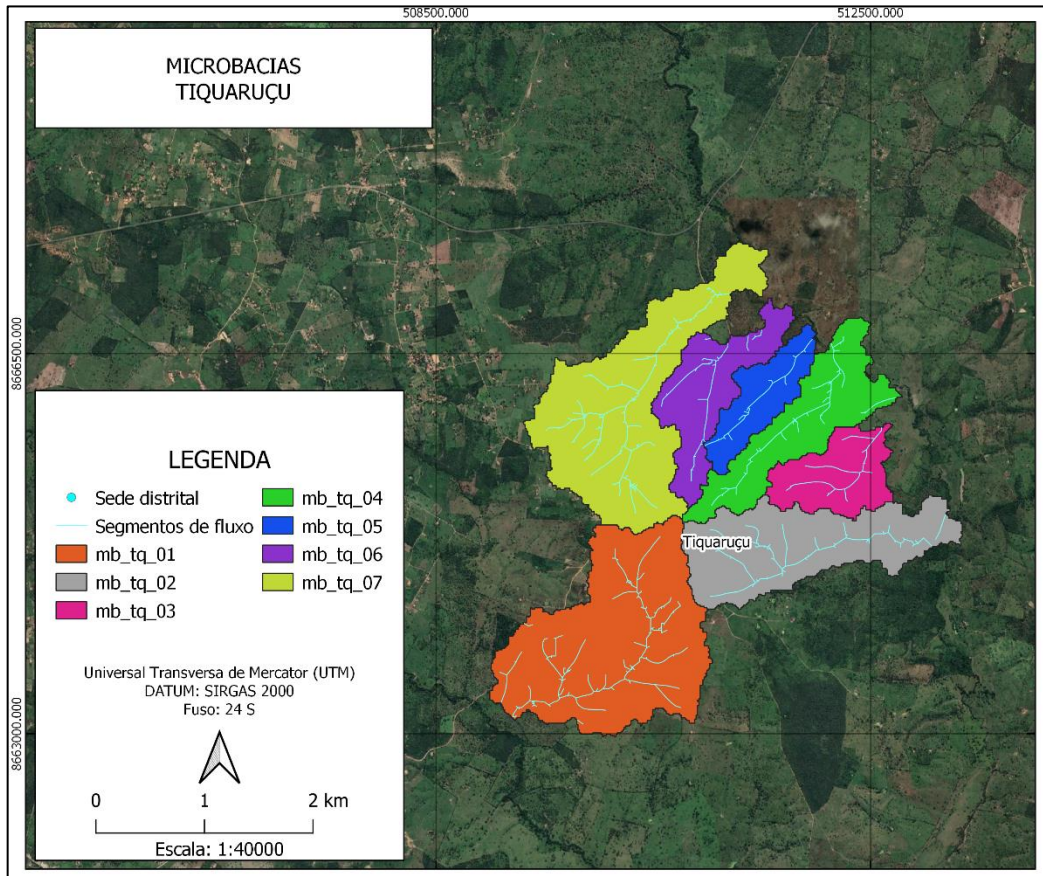 508500.000
512500.000
MICROBACIAS
TIQUARUÇU
8666500.000
8663000.000
Tiquaruçu
LEGENDA
Sede distrital
Segmentos de fluxo
mb_tq_01
mb_tq_02
mb_tq_03
mb_tq_04
mb_tq_05
mb_tq_06
mb_tq_07
Universal Transversa de Mercator (UTM)
DATUM: SIRGAS 2000
Fuso: 24 S
0 1 2 km
Escala: 1:40000